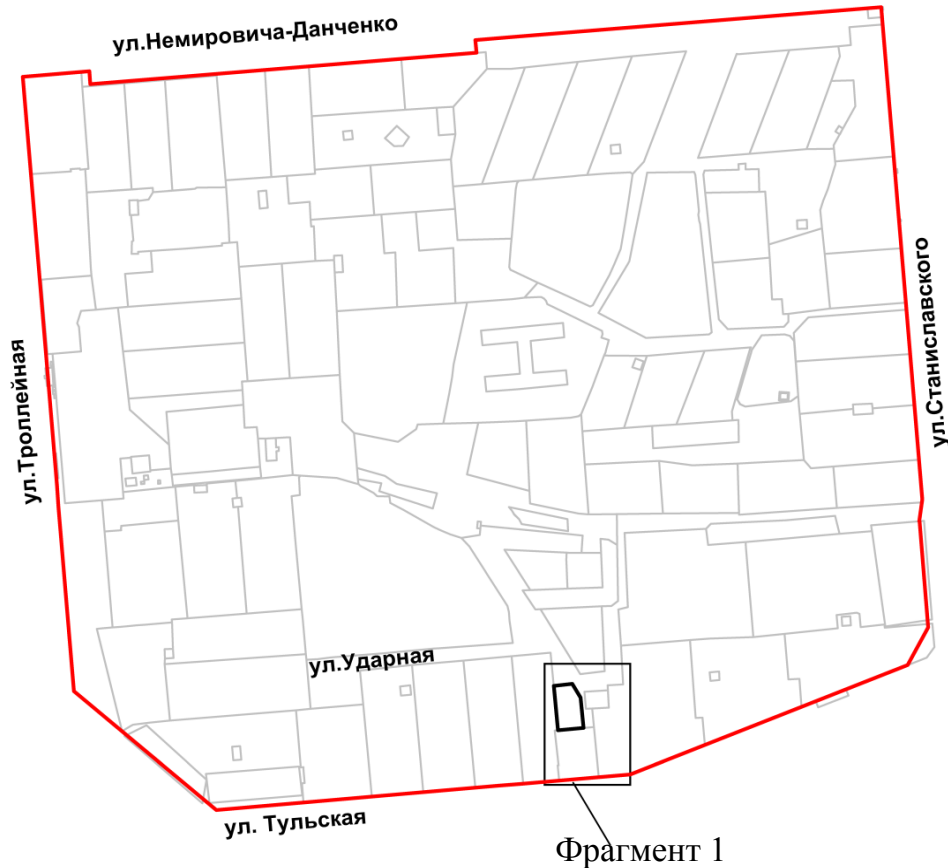 ул.Немировича-Данченко
ул.Троллейная
ул.Станиславского
ул.Ударная
ул. Тульская
Фрагмент 1